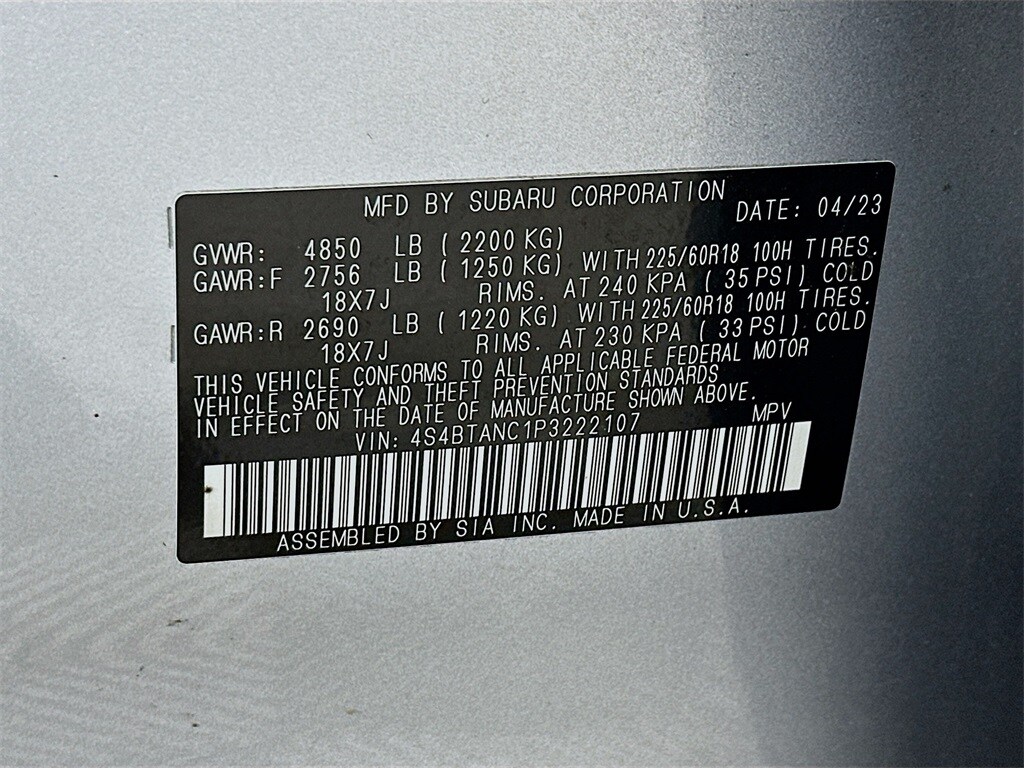 MFD BY SUBARU CORPORATION DATE: 04/23
GVWR: 4850 LB ( 2200 KG)
GAWR:F 2756 LB ( 1250 KG) WITH 225/60R18 100H TIRES.
18X7J RIMS. AT 240 KPA ( 35 PSI) COLD
GAWR:R 2690 LB ( 1220 KG) WITH 225/60R18 100H TIRES.
18X7J RIMS. AT 230 KPA ( 33 PSI) COLD
THIS VEHICLE CONFORMS TO ALL APPLICABLE FEDERAL MOTOR
VEHICLE SAFETY AND THEFT PREVENTION STANDARDS
IN EFFECT ON THE DATE OF MANUFACTURE SHOWN ABOVE.
VIN: 4S4BTANC1P3222107 MPV
ASSEMBLED BY SIA INC. MADE IN U.S.A.